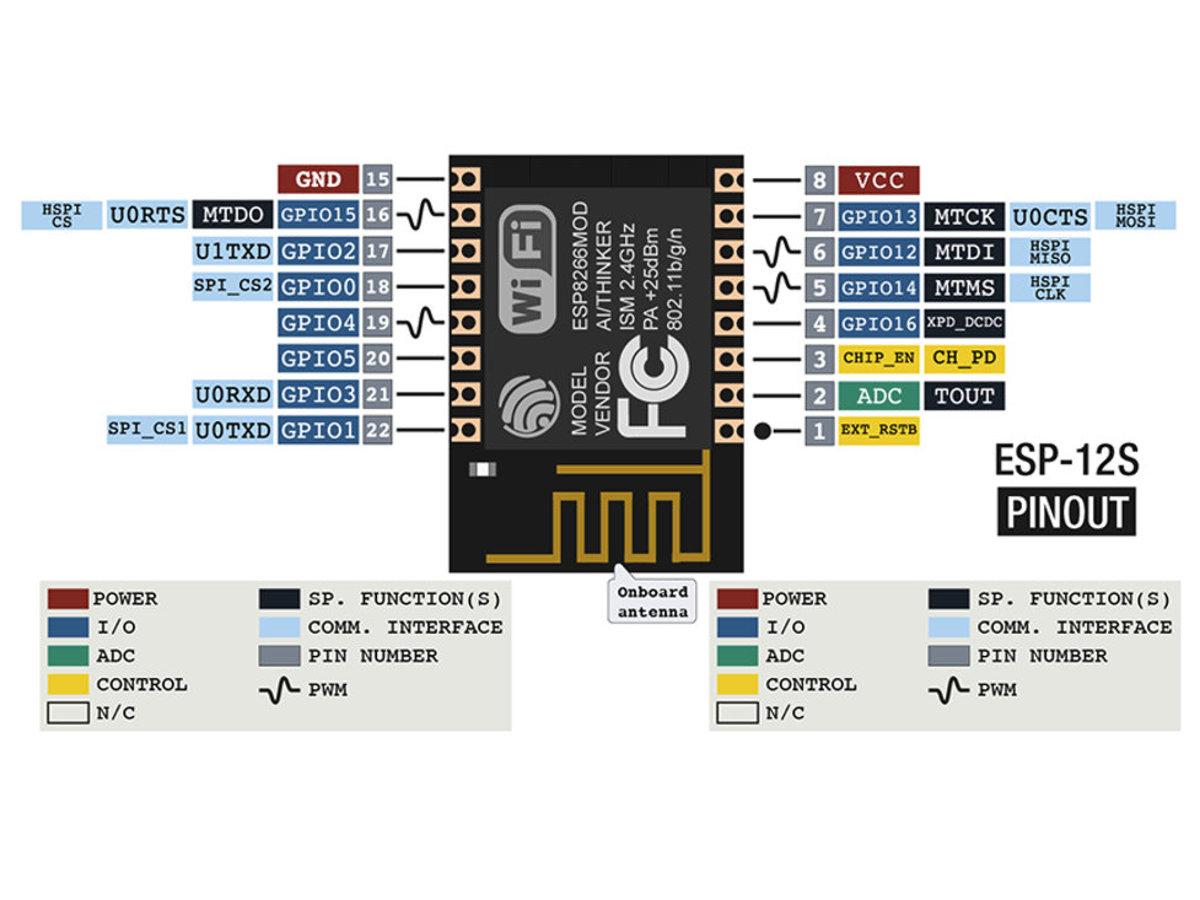 GND 15
HSPI CS U0RTS MTDO GPIO15 16
U1TXD GPIO2 17
SPI_CS2 GPIO0 18
GPIO4 19
GPIO5 20
U0RXD GPIO3 21
SPI_CS1 U0TXD GPIO1 22
WiFi
MODEL ESP8266MOD
VENDOR AI/THINKER
ISM 2.4GHz
PA +25dBm
802.11b/g/n
FC
8 VCC
7 GPIO13 MTCK U0CTS HSPI MOSI
6 GPIO12 MTDI HSPI MISO
5 GPIO14 MTMS HSPI CLK
4 GPIO16 XPD_DCDC
3 CHIP_EN CH_PD
2 ADC TOUT
1 EXT_RSTB
ESP-12S
PINOUT
Onboard
antenna
POWER SP. FUNCTION(S)
I/O COMM. INTERFACE
ADC PIN NUMBER
CONTROL PWM
N/C
POWER SP. FUNCTION(S)
I/O COMM. INTERFACE
ADC PIN NUMBER
CONTROL PWM
N/C